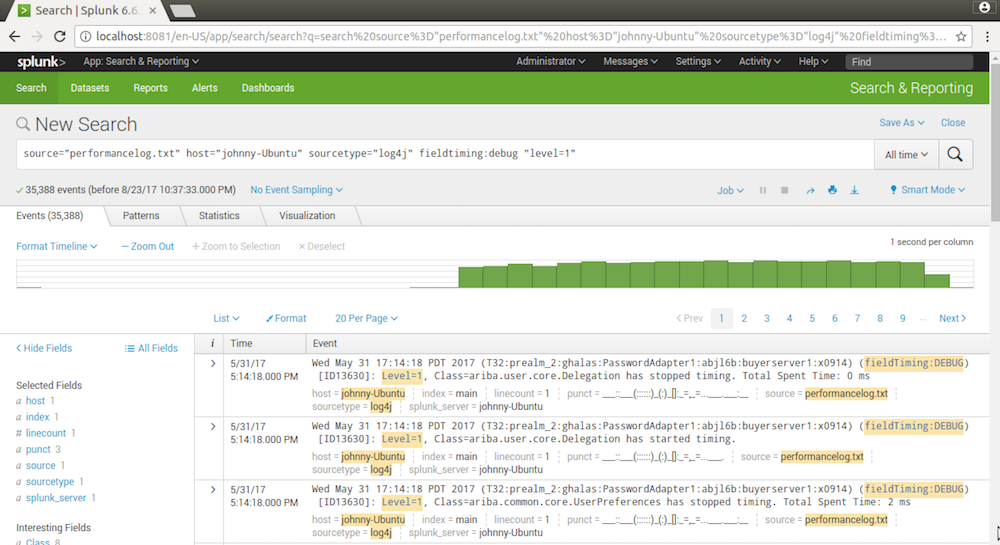 Search | Splunk 6.6.
localhost:8081/en-US/app/search/search?q=search%20source%3D"performancelog.txt"%20host%3D"johnny-Ubuntu"%20sourcetype%3D"log4j"%20fieldtiming%3...
splunk> App: Search & Reporting Administrator Messages Settings Activity Help Find
Search Datasets Reports Alerts Dashboards Search & Reporting
New Search Save As Close
source="performancelog.txt" host="johnny-Ubuntu" sourcetype="log4j" fieldtiming:debug "level=1" All time
35,388 events (before 8/23/17 10:37:33.000 PM) No Event Sampling Job Smart Mode
Events (35,388) Patterns Statistics Visualization
Format Timeline — Zoom Out + Zoom to Selection × Deselect 1 second per column
List Format 20 Per Page < Prev 1 2 3 4 5 6 7 8 9 ... Next >
< Hide Fields All Fields i Time Event
Selected Fields
a host 1
a index 1
# linecount 1
a punct 3
a source 1
a sourcetype 1
a splunk_server 1
Interesting Fields
a Class 8
> 5/31/17 Wed May 31 17:14:18 PDT 2017 (T32:prealm_2:ghalas:PasswordAdapter1:abjl6b:buyerserver1:x0914) (fieldTiming:DEBUG)
5:14:18.000 PM [ID13630]: Level=1, Class=ariba.user.core.Delegation has stopped timing. Total Spent Time: 0 ms
host = johnny-Ubuntu index = main linecount = 1 source = performancelog.txt
sourcetype = log4j splunk_server = johnny-Ubuntu
> 5/31/17 Wed May 31 17:14:18 PDT 2017 (T32:prealm_2:ghalas:PasswordAdapter1:abjl6b:buyerserver1:x0914) (fieldTiming:DEBUG)
5:14:18.000 PM [ID13630]: Level=1, Class=ariba.user.core.Delegation has started timing.
host = johnny-Ubuntu index = main linecount = 1 source = performancelog.txt
sourcetype = log4j splunk_server = johnny-Ubuntu
> 5/31/17 Wed May 31 17:14:18 PDT 2017 (T32:prealm_2:ghalas:PasswordAdapter1:abjl6b:buyerserver1:x0914) (fieldTiming:DEBUG)
5:14:18.000 PM [ID13630]: Level=1, Class=ariba.common.core.UserPreferences has stopped timing. Total Spent Time: 2 ms
host = johnny-Ubuntu index = main linecount = 1 source = performancelog.txt
sourcetype = log4j splunk_server = johnny-Ubuntu